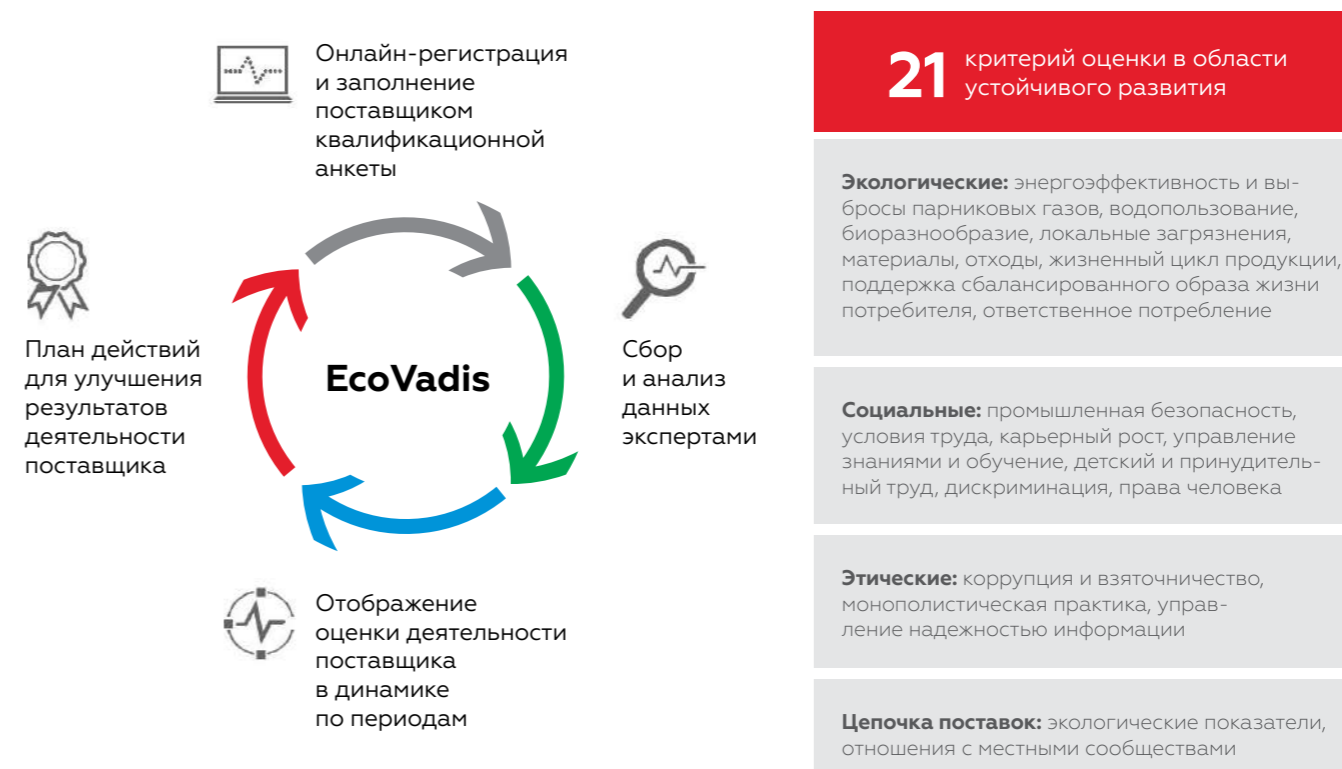 Онлайн-регистрация
и заполнение
поставщиком
квалификационной
анкеты
Сбор
и анализ
данных
экспертами
Отображение
оценки деятельности
поставщика
в динамике
по периодам
План действий
для улучшения
результатов
деятельности
поставщика
EcoVadis
21 критерий оценки в области
устойчивого развития
Экологические: энергоэффективность и вы-
бросы парниковых газов, водопользование,
биоразнообразие, локальные загрязнения,
материалы, отходы, жизненный цикл продукции,
поддержка сбалансированного образа жизни
потребителя, ответственное потребление
Социальные: промышленная безопасность,
условия труда, карьерный рост, управление
знаниями и обучение, детский и принудитель-
ный труд, дискриминация, права человека
Этические: коррупция и взяточничество,
монополистическая практика, управ-
ление надежностью информации
Цепочка поставок: экологические показатели,
отношения с местными сообществами